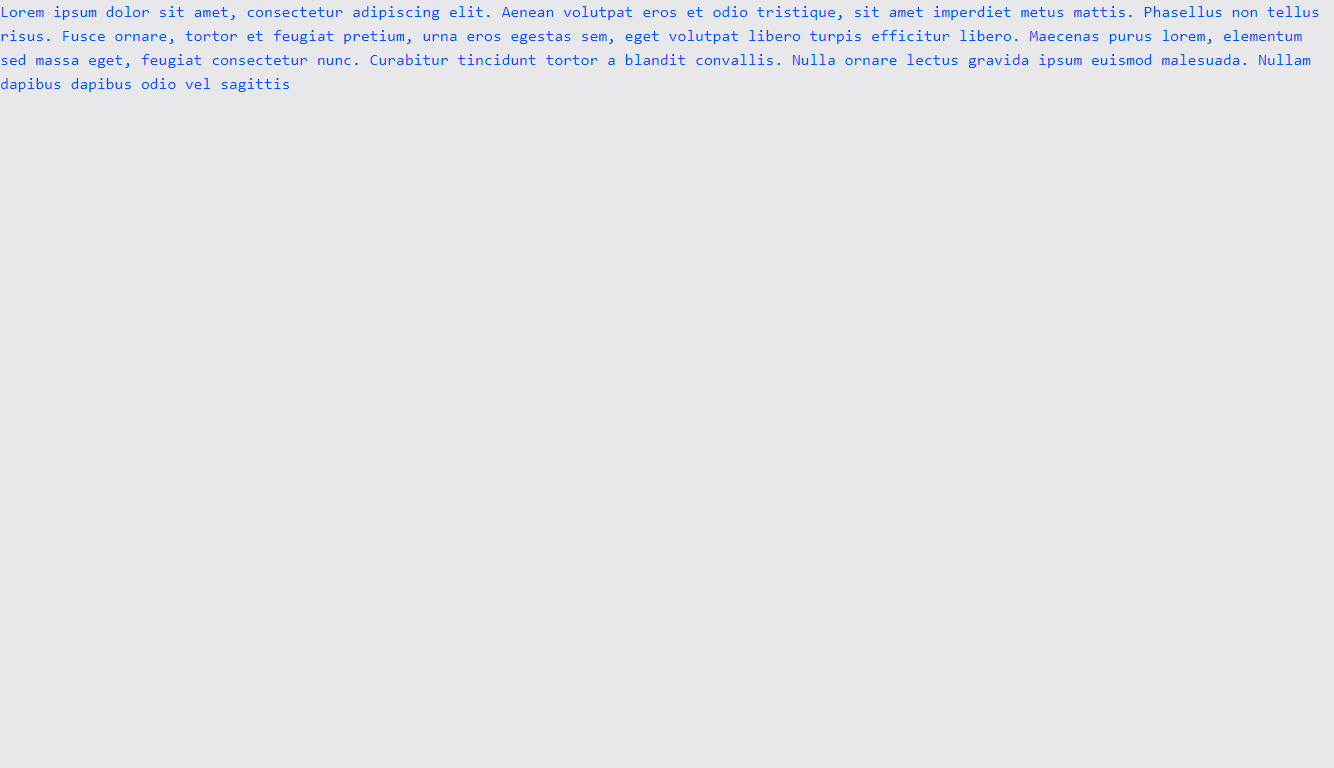 Lorem ipsum dolor sit amet, consectetur adipiscing elit. Aenean volutpat eros et odio tristique, sit amet imperdiet metus mattis. Phasellus non tellus
risus. Fusce ornare, tortor et feugiat pretium, urna eros egestas sem, eget volutpat libero turpis efficitur libero. Maecenas purus lorem, elementum
sed massa eget, feugiat consectetur nunc. Curabitur tincidunt tortor a blandit convallis. Nulla ornare lectus gravida ipsum euismod malesuada. Nullam
dapibus dapibus odio vel sagittis